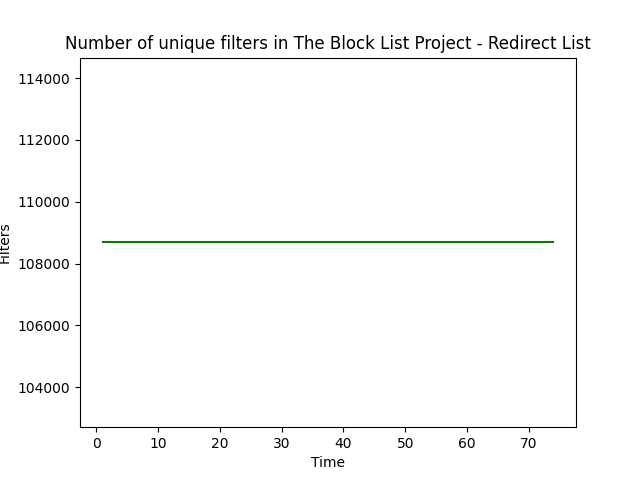 Number of unique filters in The Block List Project - Redirect List
114000
112000
110000
108000
106000
104000
Filters
0 10 20 30 40 50 60 70
Time